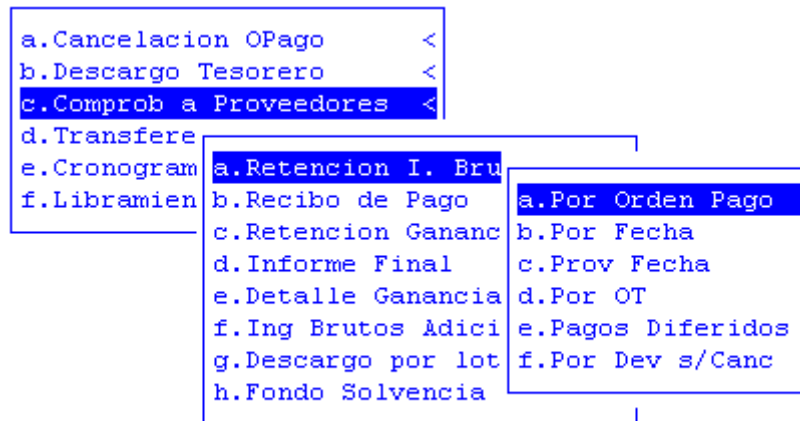 a.Cancelacion OPago <
b.Descargo Tesorero <
c.Comprob a Proveedores <
d.Transfere
e.Cronogram
f.Libramien
a.Retencion I. Bru
b.Recibo de Pago
c.Retencion Gananc
d.Informe Final
e.Detalle Ganancia
f.Ing Brutos Adici
g.Descargo por lot
h.Fondo Solvencia
a.Por Orden Pago
b.Por Fecha
c.Prov Fecha
d.Por OT
e.Pagos Diferidos
f.Por Dev s/Canc